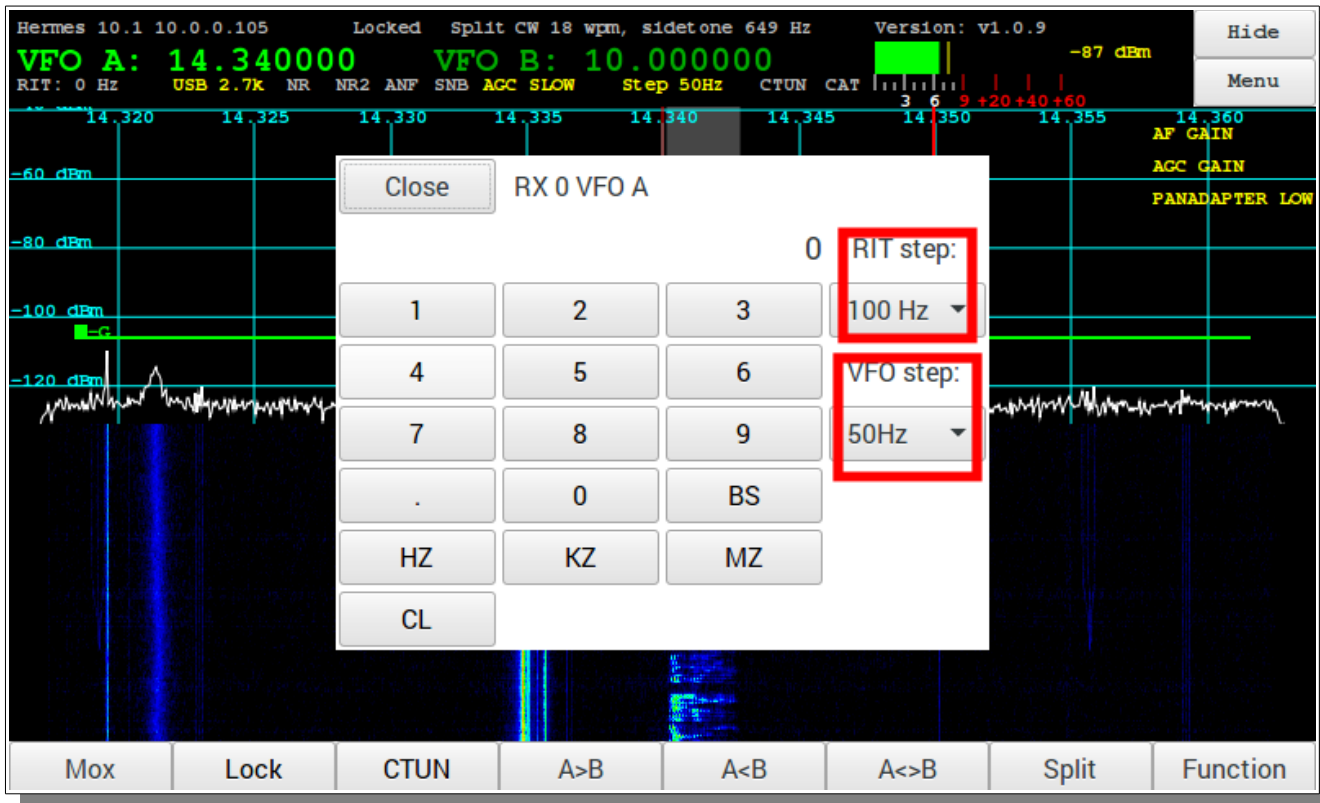 Hermes 10.1 10.0.0.105 Locked Split CW 18 wpm, sidetone 649 Hz Version: v1.0.9 Hide
VFO A: 14.340000 VFO B: 10.000000 -87 dBm
RIT: 0 Hz USB 2.7k NR NR2 ANF SNB AGC SLOW Step 50Hz CTUN CAT Menu
3 6 9 +20 +40 +60
14.320 14.325 14.330 14.335 14.340 14.345 14.350 14.355 14.360
AF GAIN
-60 dBm AGC GAIN
Close RX 0 VFO A
PANADAPTER LOW
-80 dBm
0 RIT step:
-100 dBm
1 2 3 100 Hz
-G
4 5 6 VFO step:
-120 dBm
7 8 9 50Hz
. 0 BS
HZ KZ MZ
CL
Mox Lock CTUN A>B A<B A<>B Split Function